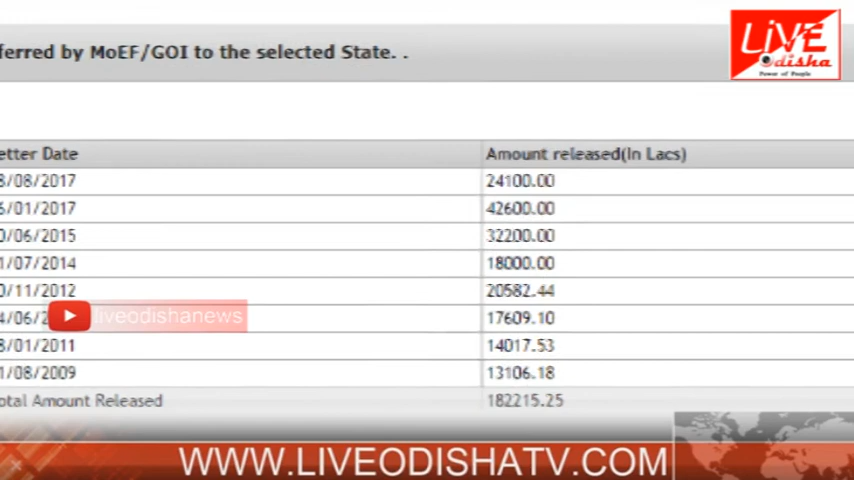 LiVE
Odisha
Power of People
ferred by MoEF/GOI to the selected State. .
etter Date Amount released(In Lacs)
8/08/2017 24100.00
6/01/2017 42600.00
0/06/2015 32200.00
1/07/2014 18000.00
0/11/2012 20582.44
4/06/2 17609.10
liveodishanews
8/01/2011 14017.53
1/08/2009 13106.18
otal Amount Released 182215.25
WWW.LIVEODISHATV.COM